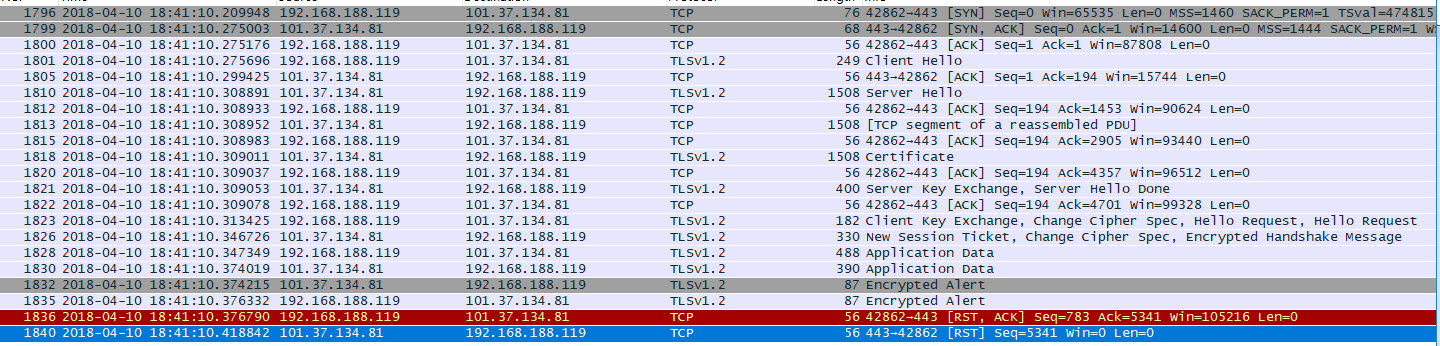 1796 2018-04-10 18:41:10.209948 192.168.188.119 101.37.134.81 TCP 76 42862→443 [SYN] Seq=0 Win=65535 Len=0 MSS=1460 SACK_PERM=1 TSval=474815
1799 2018-04-10 18:41:10.275003 101.37.134.81 192.168.188.119 TCP 68 443→42862 [SYN, ACK] Seq=0 Ack=1 Win=14600 Len=0 MSS=1444 SACK_PERM=1
1800 2018-04-10 18:41:10.275176 192.168.188.119 101.37.134.81 TCP 56 42862→443 [ACK] Seq=1 Ack=1 Win=87808 Len=0
1801 2018-04-10 18:41:10.275696 192.168.188.119 101.37.134.81 TLSv1.2 249 Client Hello
1805 2018-04-10 18:41:10.299425 101.37.134.81 192.168.188.119 TCP 56 443→42862 [ACK] Seq=1 Ack=194 Win=15744 Len=0
1810 2018-04-10 18:41:10.308891 101.37.134.81 192.168.188.119 TLSv1.2 1508 Server Hello
1812 2018-04-10 18:41:10.308933 192.168.188.119 101.37.134.81 TCP 56 42862→443 [ACK] Seq=194 Ack=1453 Win=90624 Len=0
1813 2018-04-10 18:41:10.308952 101.37.134.81 192.168.188.119 TCP 1508 [TCP segment of a reassembled PDU]
1815 2018-04-10 18:41:10.308983 192.168.188.119 101.37.134.81 TCP 56 42862→443 [ACK] Seq=194 Ack=2905 Win=93440 Len=0
1818 2018-04-10 18:41:10.309011 101.37.134.81 192.168.188.119 TLSv1.2 1508 Certificate
1820 2018-04-10 18:41:10.309037 192.168.188.119 101.37.134.81 TCP 56 42862→443 [ACK] Seq=194 Ack=4357 Win=96512 Len=0
1821 2018-04-10 18:41:10.309053 101.37.134.81 192.168.188.119 TLSv1.2 400 Server Key Exchange, Server Hello Done
1822 2018-04-10 18:41:10.309078 192.168.188.119 101.37.134.81 TCP 56 42862→443 [ACK] Seq=194 Ack=4701 Win=99328 Len=0
1823 2018-04-10 18:41:10.313425 192.168.188.119 101.37.134.81 TLSv1.2 182 Client Key Exchange, Change Cipher Spec, Hello Request, Hello Request
1826 2018-04-10 18:41:10.346726 101.37.134.81 192.168.188.119 TLSv1.2 330 New Session Ticket, Change Cipher Spec, Encrypted Handshake Message
1828 2018-04-10 18:41:10.347349 192.168.188.119 101.37.134.81 TLSv1.2 488 Application Data
1830 2018-04-10 18:41:10.374019 101.37.134.81 192.168.188.119 TLSv1.2 390 Application Data
1832 2018-04-10 18:41:10.374215 101.37.134.81 192.168.188.119 TLSv1.2 87 Encrypted Alert
1835 2018-04-10 18:41:10.376332 192.168.188.119 101.37.134.81 TLSv1.2 87 Encrypted Alert
1836 2018-04-10 18:41:10.376790 192.168.188.119 101.37.134.81 TCP 56 42862→443 [RST, ACK] Seq=783 Ack=5341 Win=105216 Len=0
1840 2018-04-10 18:41:10.418842 101.37.134.81 192.168.188.119 TCP 56 443→42862 [RST] Seq=5341 Win=0 Len=0